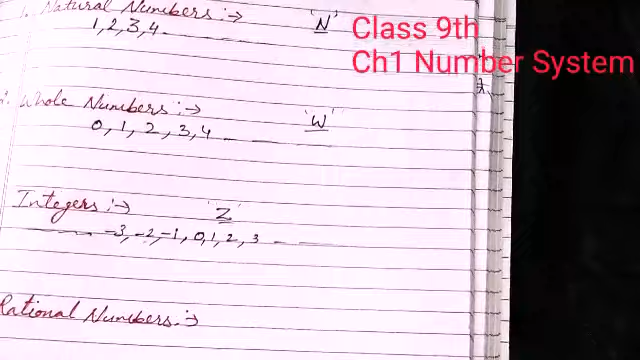 1. Natural Numbers :→ 'N'
1, 2, 3, 4 - - - - -
Class 9th
Ch1 Number System
Whole Numbers :→ 'W'
0, 1, 2, 3, 4 - - - - -
Integers :→ 'Z'
- - - - - -3, -2, -1, 0, 1, 2, 3 - - - - -
Rational Numbers :→